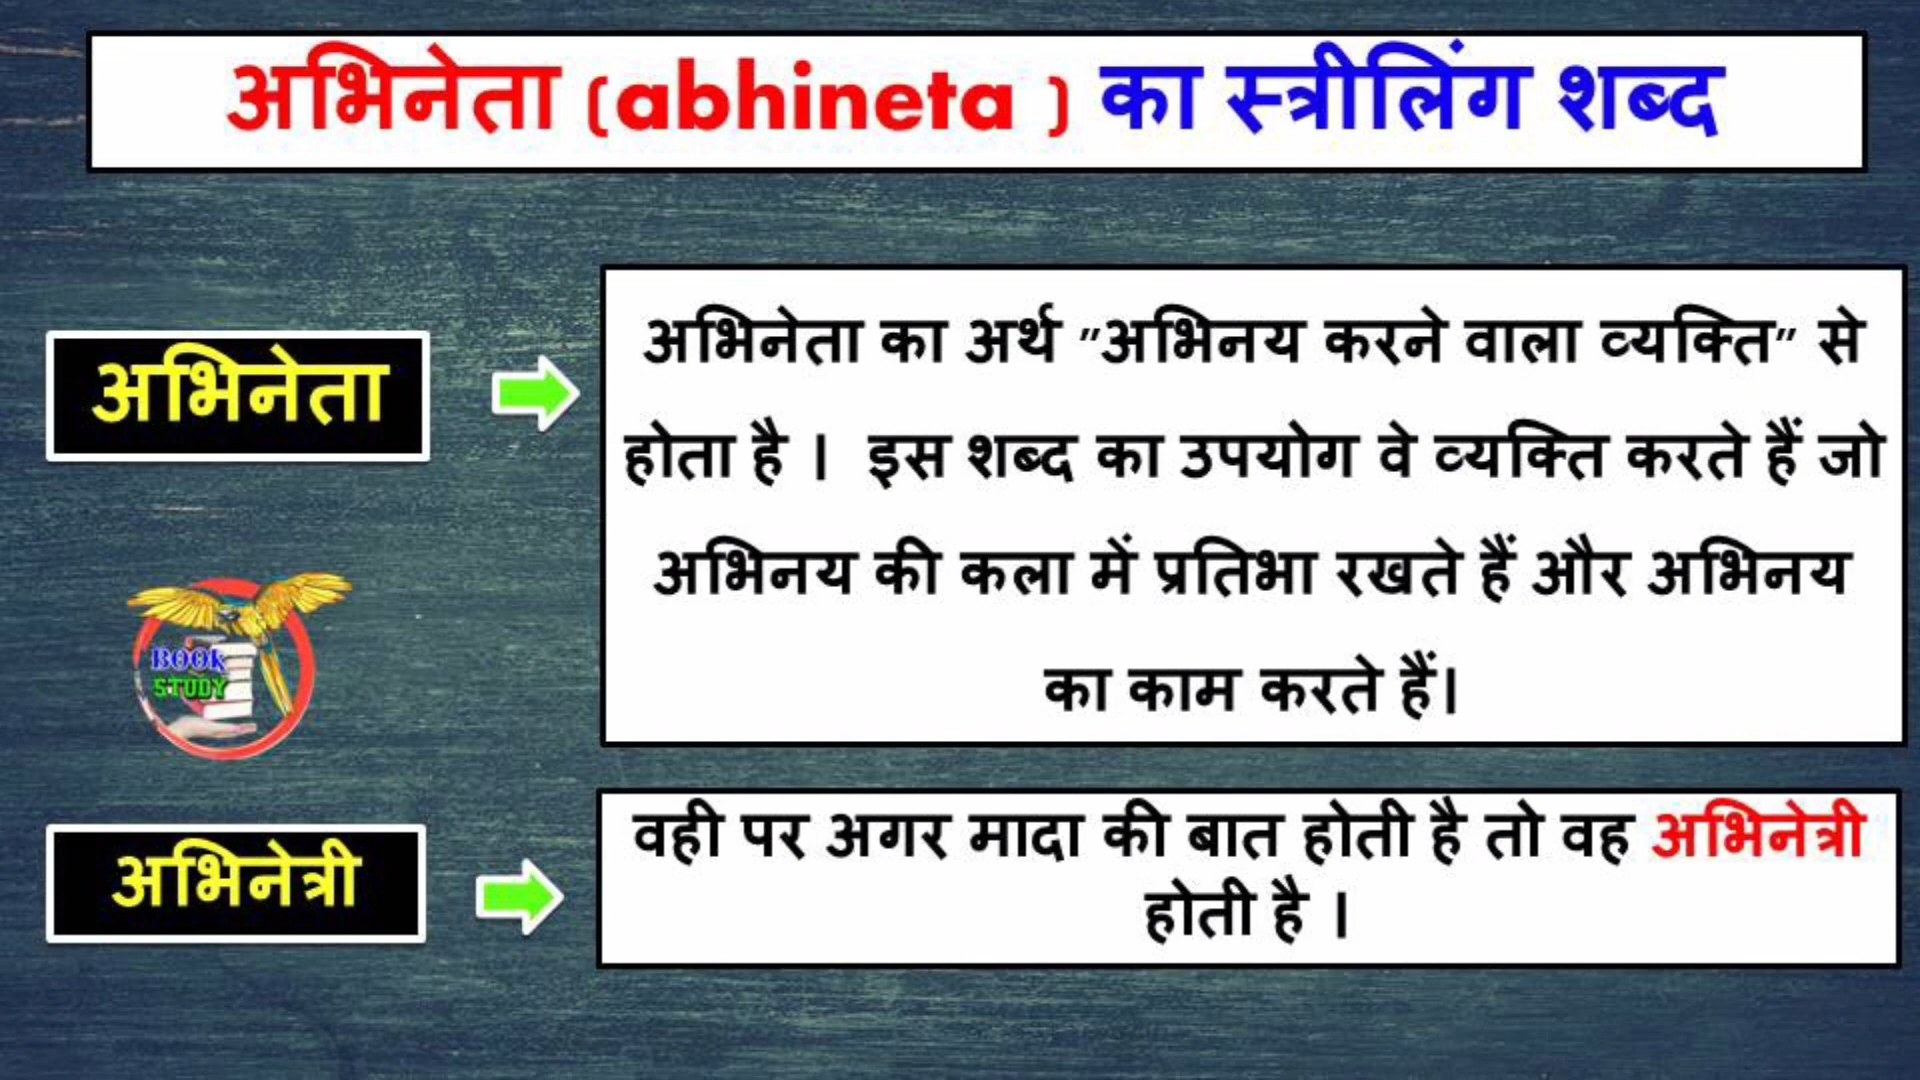 अभिनेता (abhineta ) का स्त्रीलिंग शब्द
अभिनेता
अभिनेता का अर्थ "अभिनय करने वाला व्यक्ति" से
होता है । इस शब्द का उपयोग वे व्यक्ति करते हैं जो
अभिनय की कला में प्रतिभा रखते हैं और अभिनय
का काम करते हैं।
BOOK
STUDY
अभिनेत्री
वही पर अगर मादा की बात होती है तो वह अभिनेत्री
होती है ।